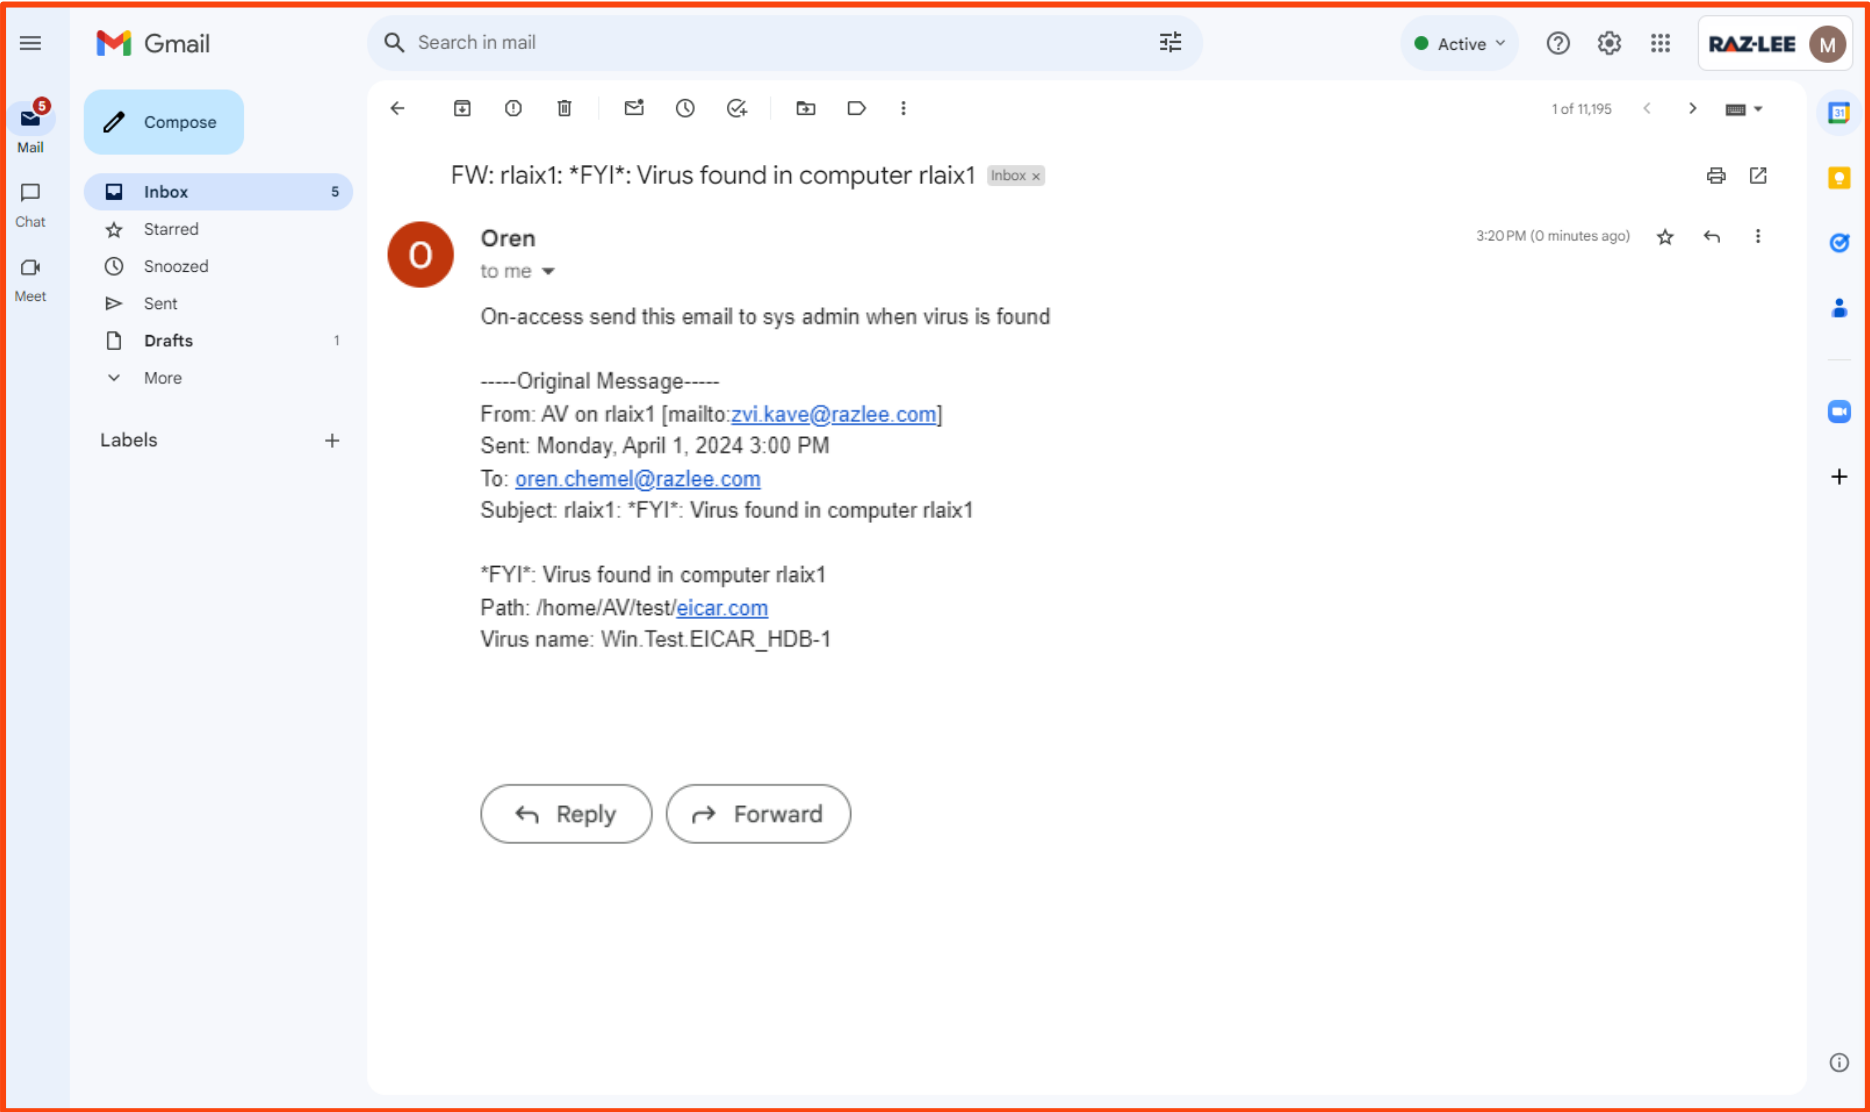 Gmail
Search in mail
Active
RAZ-LEE
M
5
Mail
Chat
Meet
Compose
Inbox 5
Starred
Snoozed
Sent
Drafts 1
More
Labels
1 of 11,195
31
FW: rlaix1: *FYI*: Virus found in computer rlaix1 Inbox x
O
Oren
to me
3:20 PM (0 minutes ago)
On-access send this email to sys admin when virus is found
-----Original Message-----
From: AV on rlaix1 [mailto:zvi.kave@razlee.com]
Sent: Monday, April 1, 2024 3:00 PM
To: oren.chemel@razlee.com
Subject: rlaix1: *FYI*: Virus found in computer rlaix1
*FYI*: Virus found in computer rlaix1
Path: /home/AV/test/eicar.com
Virus name: Win.Test.EICAR_HDB-1
Reply
Forward